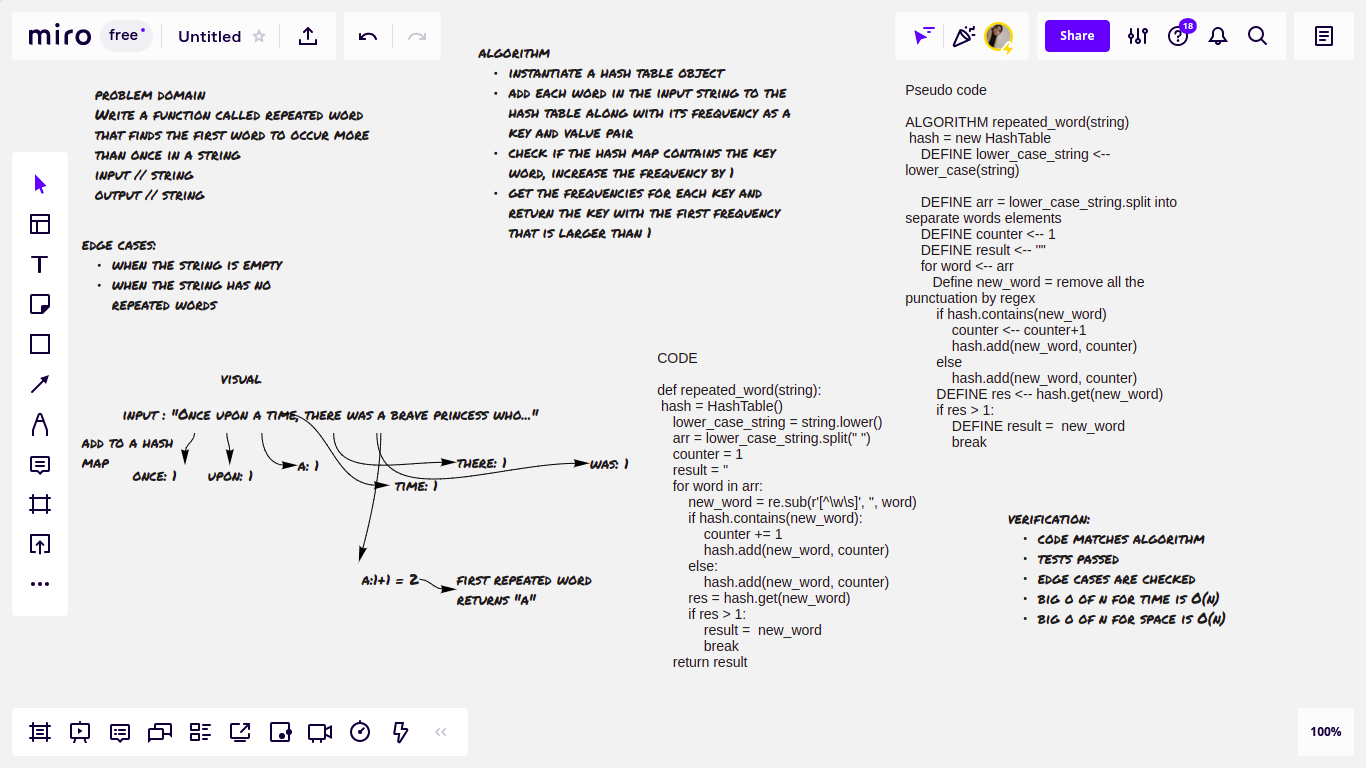 miro free Untitled
Share 18
PROBLEM DOMAIN
WRITE A FUNCTION CALLED REPEATED WORD
THAT FINDS THE FIRST WORD TO OCCUR MORE
THAN ONCE IN A STRING
INPUT // STRING
OUTPUT // STRING
EDGE CASES:
• WHEN THE STRING IS EMPTY
• WHEN THE STRING HAS NO
REPEATED WORDS
ALGORITHM
• INSTANTIATE A HASH TABLE OBJECT
• ADD EACH WORD IN THE INPUT STRING TO THE
HASH TABLE ALONG WITH ITS FREQUENCY AS A
KEY AND VALUE PAIR
• CHECK IF THE HASH MAP CONTAINS THE KEY
WORD, INCREASE THE FREQUENCY BY 1
• GET THE FREQUENCIES FOR EACH KEY AND
RETURN THE KEY WITH THE FIRST FREQUENCY
THAT IS LARGER THAN 1
Pseudo code
ALGORITHM repeated_word(string)
hash = new HashTable
DEFINE lower_case_string <--
lower_case(string)
DEFINE arr = lower_case_string.split into
separate words elements
DEFINE counter <-- 1
DEFINE result <-- ""
for word <-- arr
Define new_word = remove all the
punctuation by regex
if hash.contains(new_word)
counter <-- counter+1
hash.add(new_word, counter)
else
hash.add(new_word, counter)
DEFINE res <-- hash.get(new_word)
if res > 1:
DEFINE result =  new_word
break
VISUAL
INPUT : "ONCE UPON A TIME, THERE WAS A BRAVE PRINCESS WHO..."
ADD TO A HASH
MAP
ONCE: 1
UPON: 1
A: 1
TIME: 1
THERE: 1
WAS: 1
A:1+1 = 2
FIRST REPEATED WORD
RETURNS "A"
CODE
def repeated_word(string):
hash = HashTable()
lower_case_string = string.lower()
arr = lower_case_string.split(" ")
counter = 1
result = ''
for word in arr:
new_word = re.sub(r'[^\w\s]', '', word)
if hash.contains(new_word):
counter += 1
hash.add(new_word, counter)
else:
hash.add(new_word, counter)
res = hash.get(new_word)
if res > 1:
result =  new_word
break
return result
VERIFICATION:
• CODE MATCHES ALGORITHM
• TESTS PASSED
• EDGE CASES ARE CHECKED
• BIG O OF N FOR TIME IS O(N)
• BIG O OF N FOR SPACE IS O(N)
100%